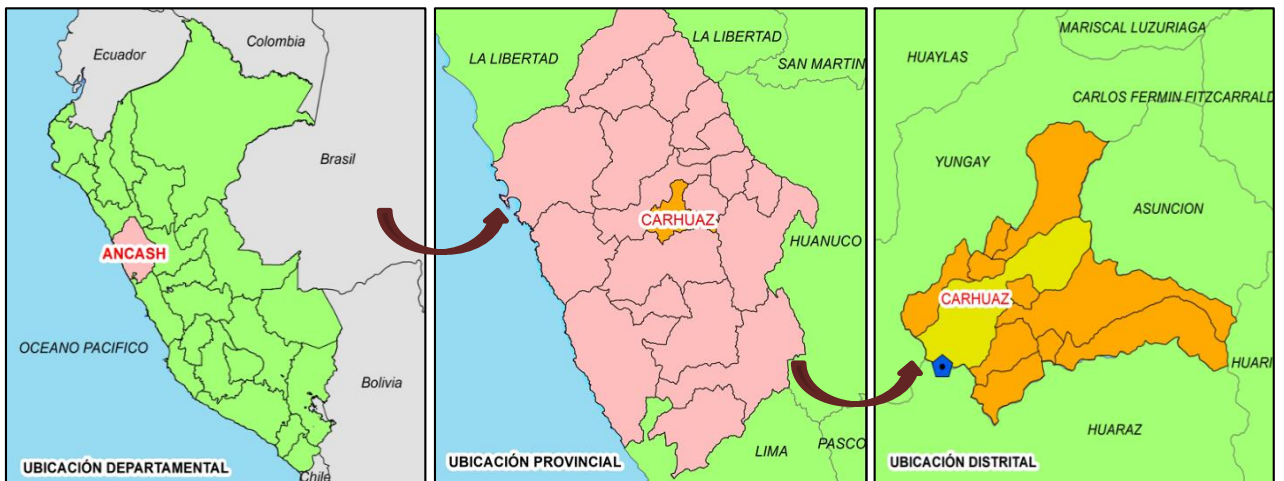 Ecuador
Colombia
Brasil
ANCASH
OCEANO PACIFICO
Bolivia
UBICACIÓN DEPARTAMENTAL
Chile
LA LIBERTAD
LA LIBERTAD
SAN MARTIN
CARHUAZ
HUANUCO
LIMA
PASCO
UBICACIÓN PROVINCIAL
MARISCAL LUZURIAGA
HUAYLAS
CARLOS FERMIN FITZCARRALD
YUNGAY
ASUNCION
CARHUAZ
HUARI
HUARAZ
UBICACIÓN DISTRITAL